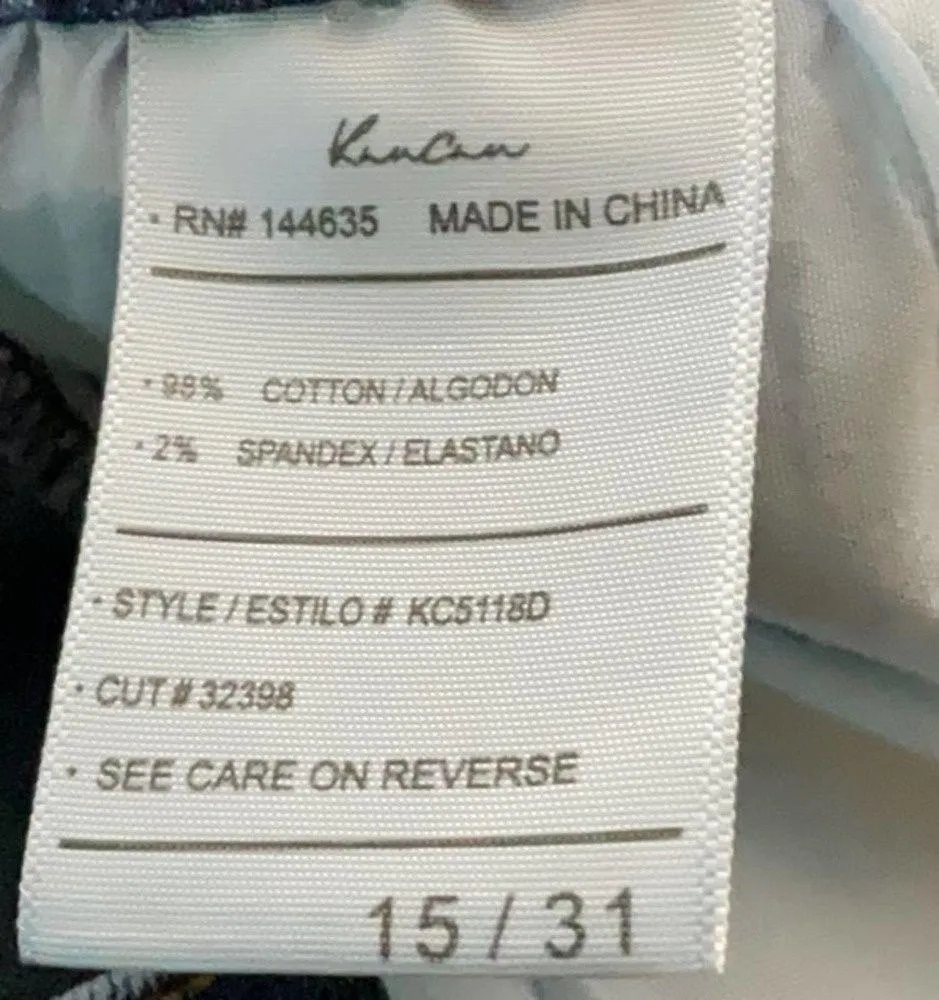 KanCan
· RN# 144635 MADE IN CHINA
· 98% COTTON / ALGODON
· 2% SPANDEX / ELASTANO
· STYLE / ESTILO # KC5118D
· CUT # 32398
· SEE CARE ON REVERSE
15 / 31